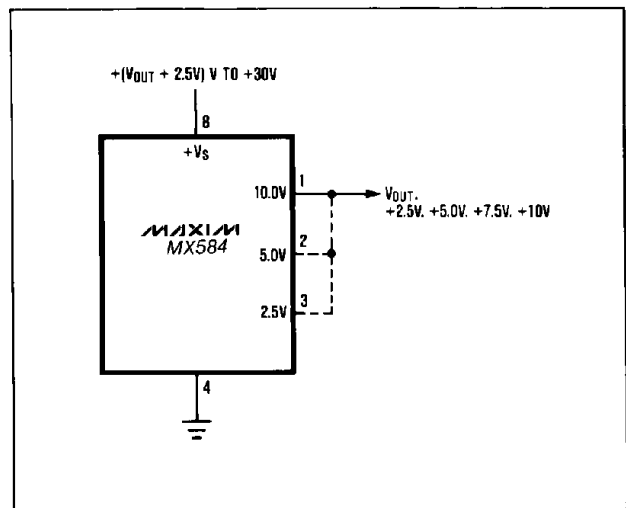 +(VOUT + 2.5V) V TO +30V
8
+VS
1
10.0V
VOUT.
+2.5V. +5.0V. +7.5V. +10V
MAXIM
MX584
2
5.0V
3
2.5V
4